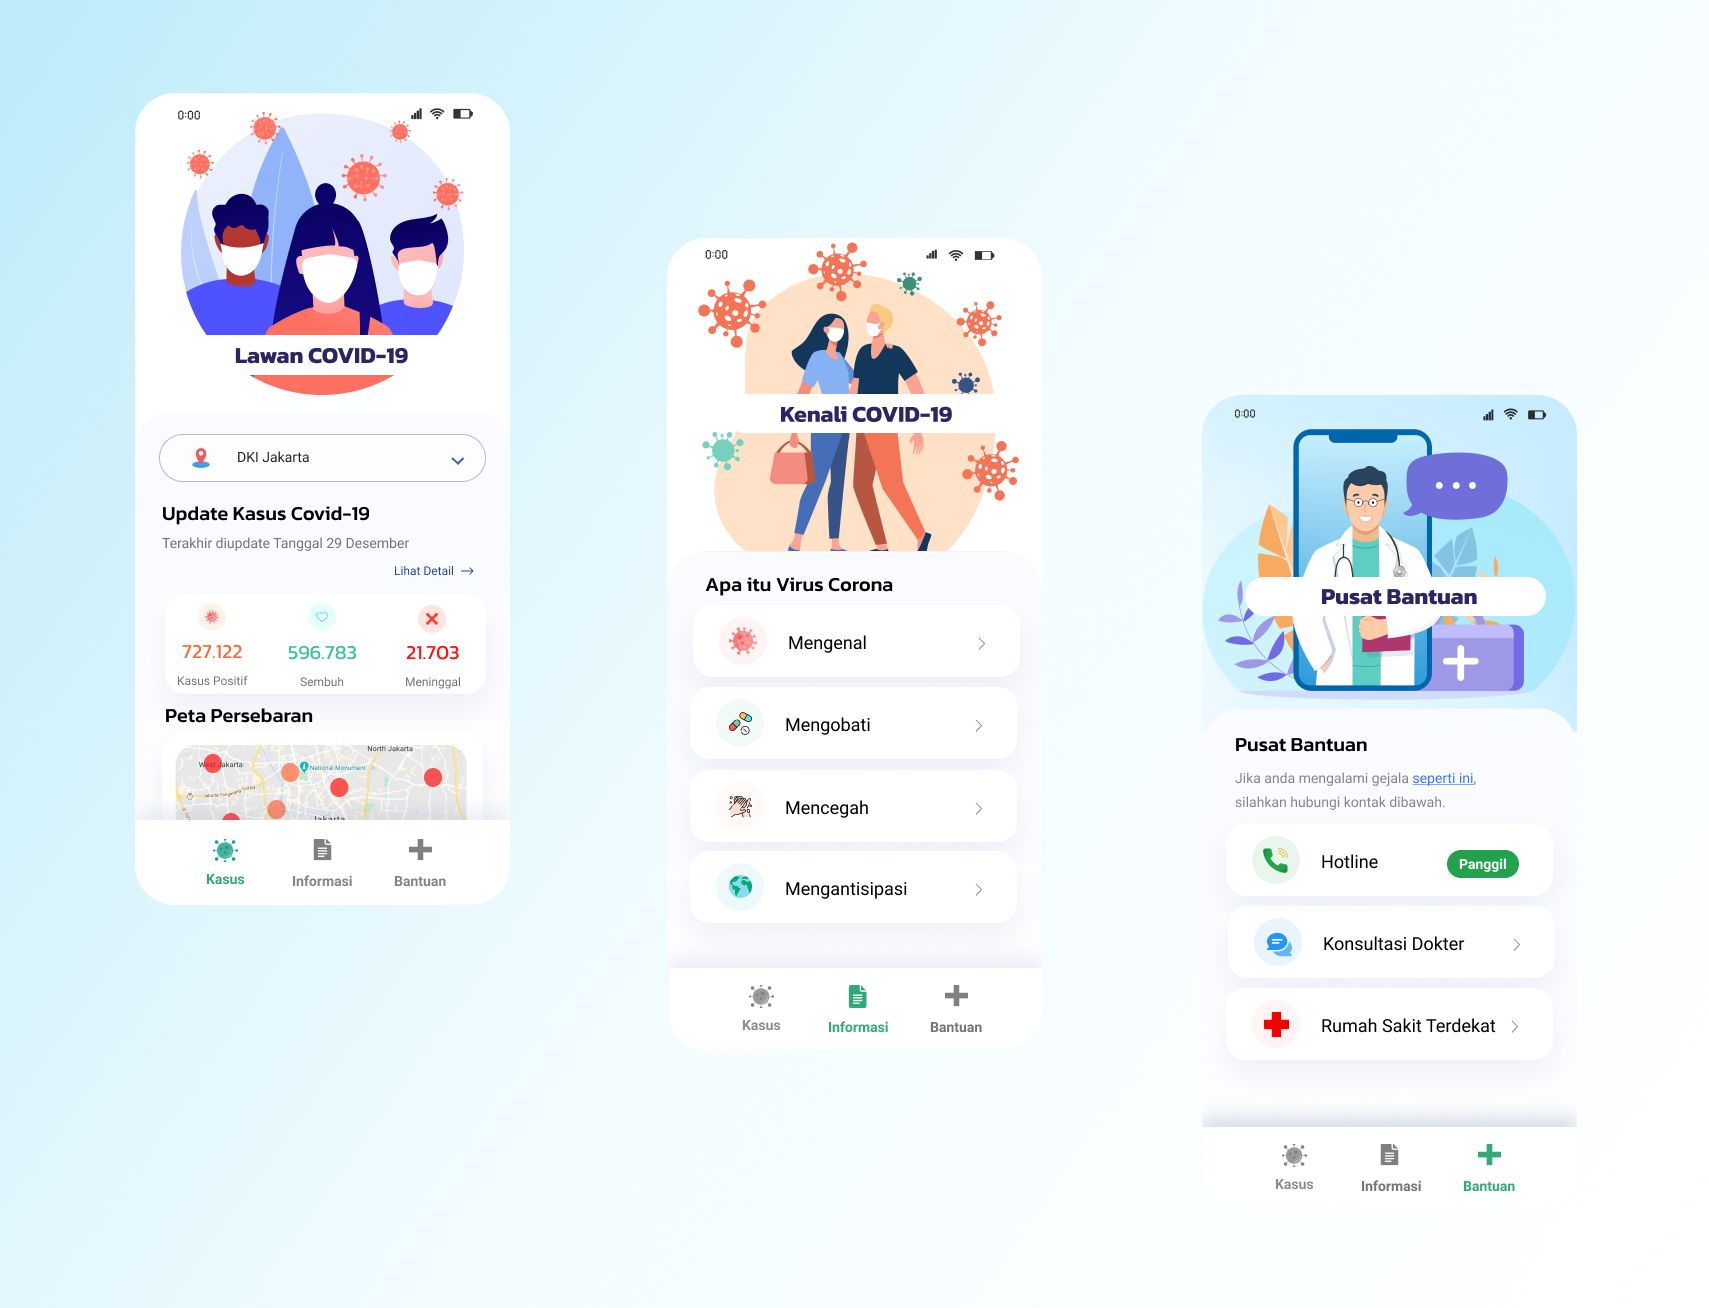 0:00
Lawan COVID-19
DKI Jakarta
Update Kasus Covid-19
Terakhir diupdate Tanggal 29 Desember
Lihat Detail
727.122
596.783
21.703
Kasus Positif
Sembuh
Meninggal
Peta Persebaran
North Jakarta
West Jakarta
National Monument
Jakarta
Kasus
Informasi
Bantuan
0:00
Kenali COVID-19
Apa itu Virus Corona
Mengenal
Mengobati
Mencegah
Mengantisipasi
Kasus
Informasi
Bantuan
0:00
Pusat Bantuan
Pusat Bantuan
Jika anda mengalami gejala seperti ini,
silahkan hubungi kontak dibawah.
Hotline
Panggil
Konsultasi Dokter
Rumah Sakit Terdekat
Kasus
Informasi
Bantuan